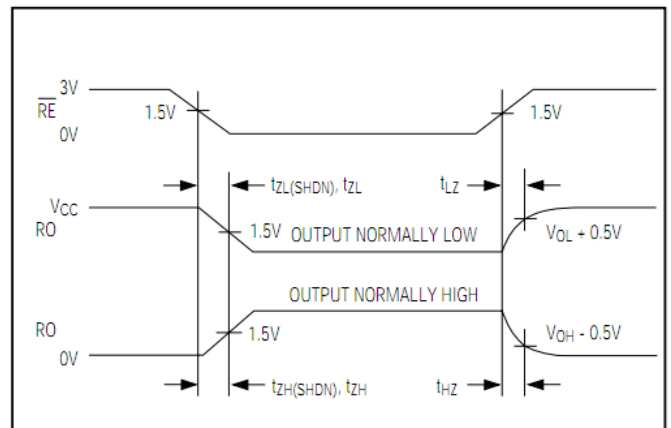 3V
RE
1.5V
1.5V
0V
tZL(SHDN), tZL
tLZ
VCC
RO
1.5V OUTPUT NORMALLY LOW
VOL + 0.5V
OUTPUT NORMALLY HIGH
RO
1.5V
VOH - 0.5V
0V
tZH(SHDN), tZH
tHZ